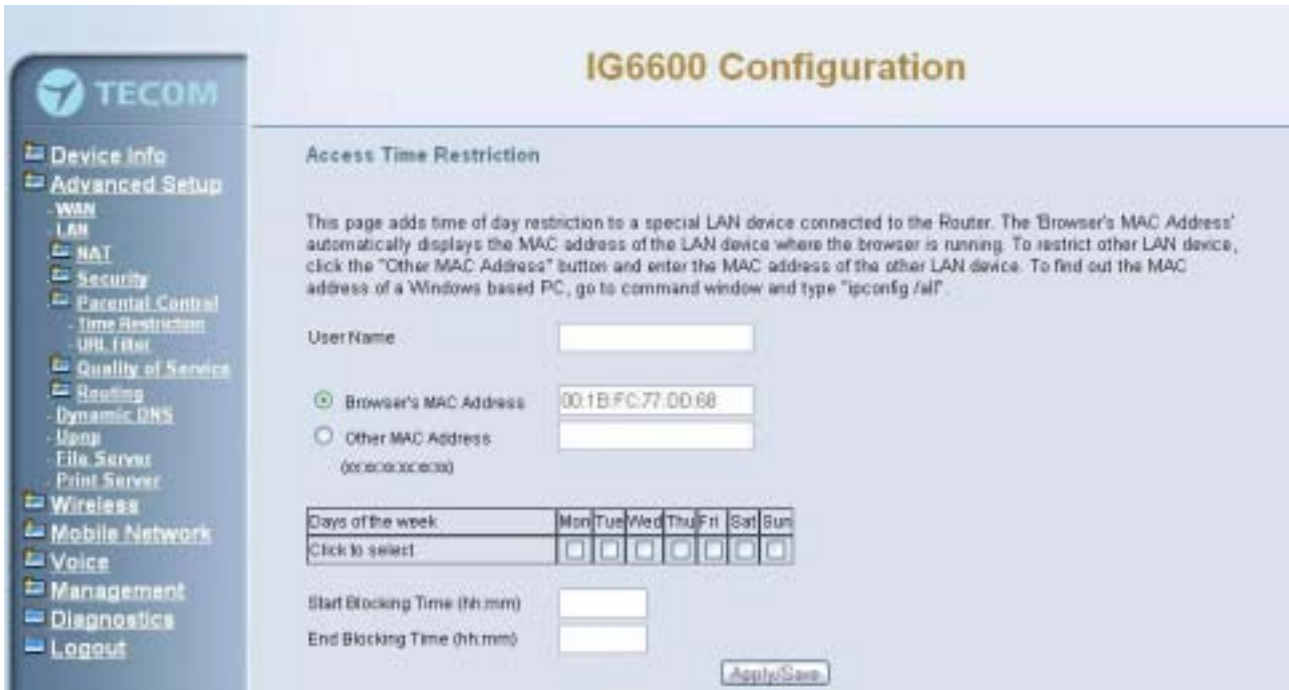 IG6600 Configuration
TECOM
Device Info
Advanced Setup
- WAN
- LAN
NAT
Security
Parental Control
- Time Restriction
- URL Filter
Quality of Service
Routing
- Dynamic DNS
- Upnp
- File Server
- Print Server
Wireless
Mobile Network
Voice
Management
Diagnostics
Logout
Access Time Restriction
This page adds time of day restriction to a special LAN device connected to the Router. The 'Browser's MAC Address'
automatically displays the MAC address of the LAN device where the browser is running. To restrict other LAN device,
click the "Other MAC Address" button and enter the MAC address of the other LAN device. To find out the MAC
address of a Windows based PC, go to command window and type "ipconfig /all".
User Name
Browser's MAC Address 00:1B:FC:77:DD:68
Other MAC Address
(xx:xx:xx:xx:xx:xx)
Days of the week Mon Tue Wed Thu Fri Sat Sun
Click to select
Start Blocking Time (hh:mm)
End Blocking Time (hh:mm)
Apply/Save